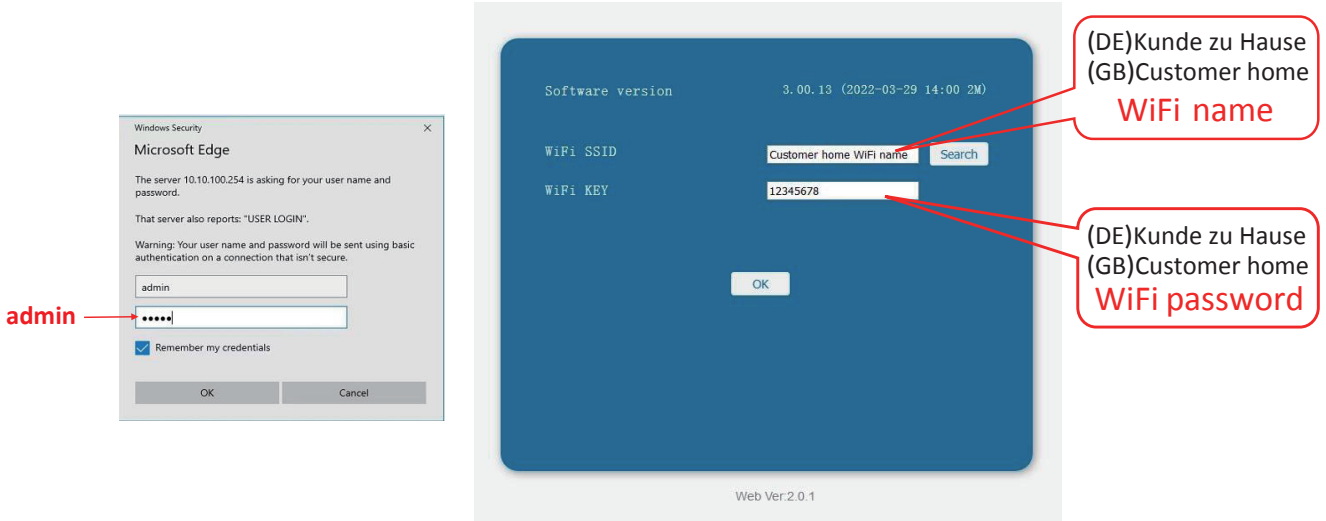 Windows Security
Microsoft Edge
The server 10.10.100.254 is asking for your user name and
password.
That server also reports: "USER LOGIN".
Warning: Your user name and password will be sent using basic
authentication on a connection that isn't secure.
admin
admin
•••••
Remember my credentials
OK
Cancel
Software version
3.00.13 (2022-03-29 14:00 2M)
WiFi SSID
Customer home WiFi name
Search
WiFi KEY
12345678
OK
Web Ver:2.0.1
(DE)Kunde zu Hause
(GB)Customer home
WiFi name
(DE)Kunde zu Hause
(GB)Customer home
WiFi password